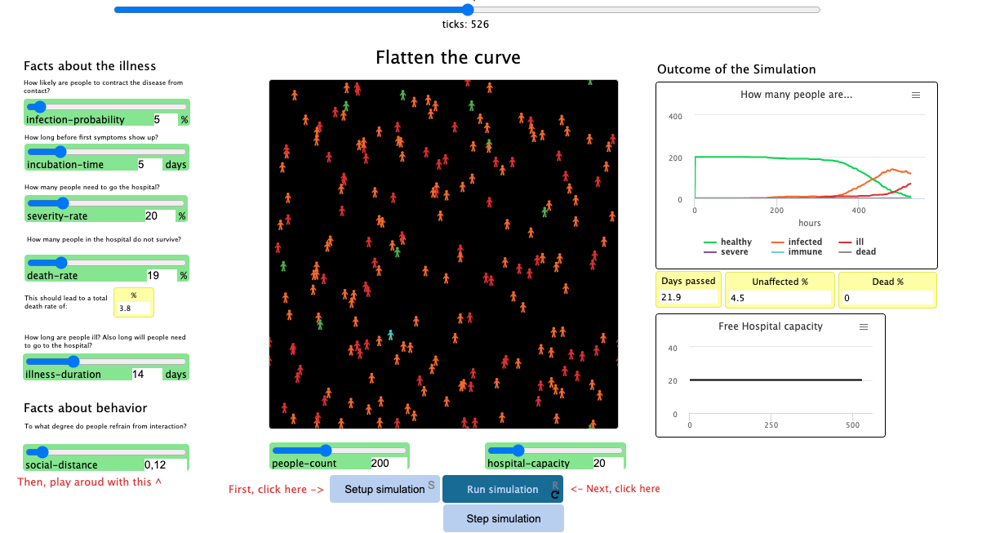 ticks: 526
Flatten the curve
Facts about the illness
How likely are people to contract the disease from
contact?
infection-probability 5 %
How long before first symptoms show up?
incubation-time 5 days
How many people need to go the hospital?
severity-rate 20 %
How many people in the hospital do not survive?
death-rate 19 %
This should lead to a total
death rate of:
%
3.8
How long are people ill? Also long will people need
to go to the hospital?
illness-duration 14 days
Facts about behavior
To what degree do people refrain from interaction?
social-distance 0,12
Then, play aroud with this ^
people-count 200
hospital-capacity 20
First, click here ->
Setup simulation S
Run simulation R
<- Next, click here
Step simulation
Outcome of the Simulation
How many people are...
400
200
0
0 200 400
hours
healthy infected ill
severe immune dead
Days passed
21.9
Unaffected %
4.5
Dead %
0
Free Hospital capacity
40
20
0
0 250 500